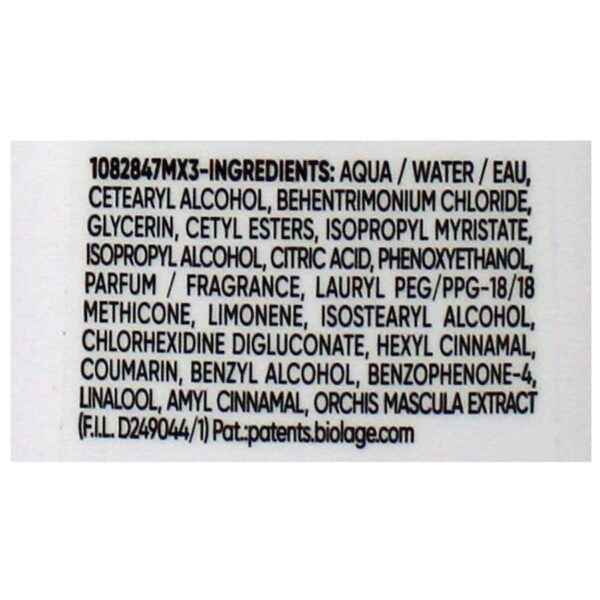 1082847MX3-INGREDIENTS: AQUA / WATER / EAU,
CETEARYL ALCOHOL, BEHENTRIMONIUM CHLORIDE,
GLYCERIN, CETYL ESTERS, ISOPROPYL MYRISTATE,
ISOPROPYL ALCOHOL, CITRIC ACID, PHENOXYETHANOL,
PARFUM / FRAGRANCE, LAURYL PEG/PPG-18/18
METHICONE, LIMONENE, ISOSTEARYL ALCOHOL,
CHLORHEXIDINE DIGLUCONATE, HEXYL CINNAMAL,
COUMARIN, BENZYL ALCOHOL, BENZOPHENONE-4,
LINALOOL, AMYL CINNAMAL, ORCHIS MASCULA EXTRACT
(F.I.L. D249044/1) Pat.:patents.biolage.com